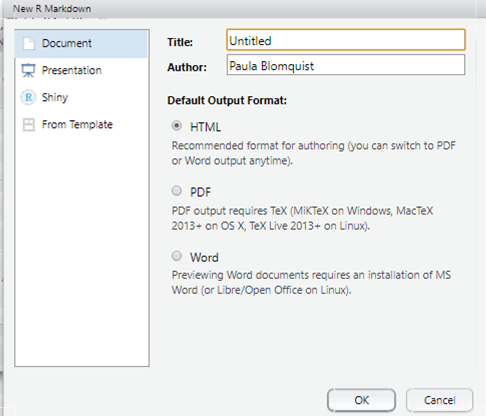 New R Markdown
Document
Presentation
Shiny
From Template
Title: Untitled
Author: Paula Blomquist
Default Output Format:
HTML
Recommended format for authoring (you can switch to PDF
or Word output anytime).
PDF
PDF output requires TeX (MiKTeX on Windows, MacTeX
2013+ on OS X, TeX Live 2013+ on Linux).
Word
Previewing Word documents requires an installation of MS
Word (or Libre/Open Office on Linux).
OK
Cancel